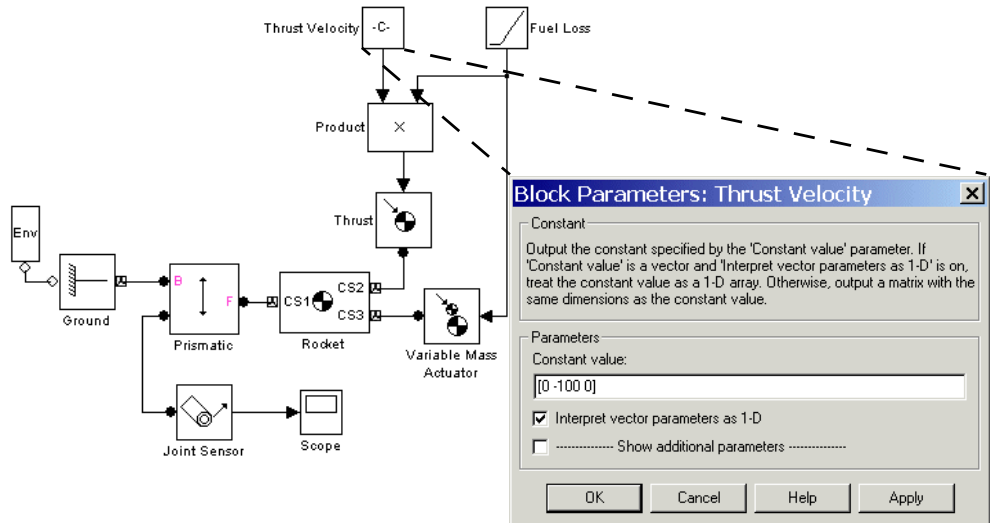 Thrust Velocity
-C-
Fuel Loss
Product
×
Thrust
Env
Ground
B
F
Prismatic
CS1
CS2
CS3
Rocket
Variable Mass
Actuator
Joint Sensor
Scope
Block Parameters: Thrust Velocity
Constant
Output the constant specified by the 'Constant value' parameter. If
'Constant value' is a vector and 'Interpret vector parameters as 1-D' is on,
treat the constant value as a 1-D array. Otherwise, output a matrix with the
same dimensions as the constant value.
Parameters
Constant value:
[0 -100 0]
Interpret vector parameters as 1-D
-------------- Show additional parameters --------------
OK
Cancel
Help
Apply